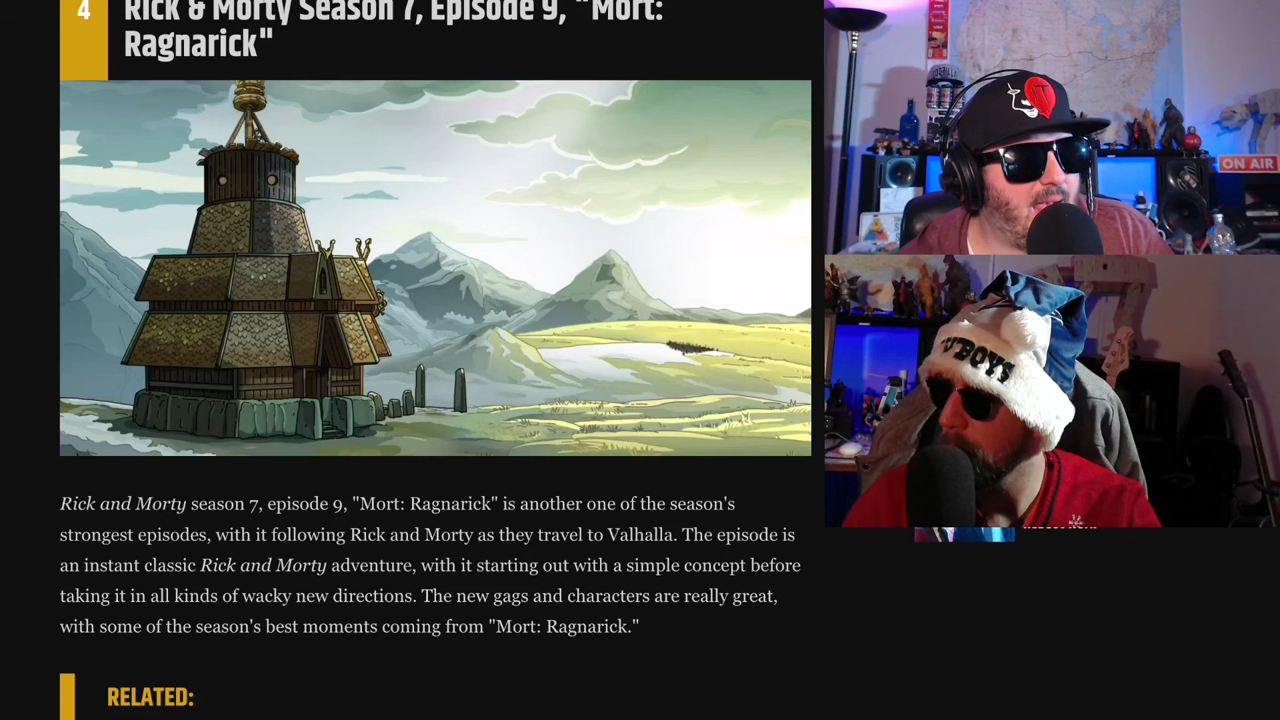 4
Rick & Morty Season 7, Episode 9, "Mort:
Ragnarick"
Rick and Morty season 7, episode 9, "Mort: Ragnarick" is another one of the season's
strongest episodes, with it following Rick and Morty as they travel to Valhalla. The episode is
an instant classic Rick and Morty adventure, with it starting out with a simple concept before
taking it in all kinds of wacky new directions. The new gags and characters are really great,
with some of the season's best moments coming from "Mort: Ragnarick."
RELATED:
ON AIR